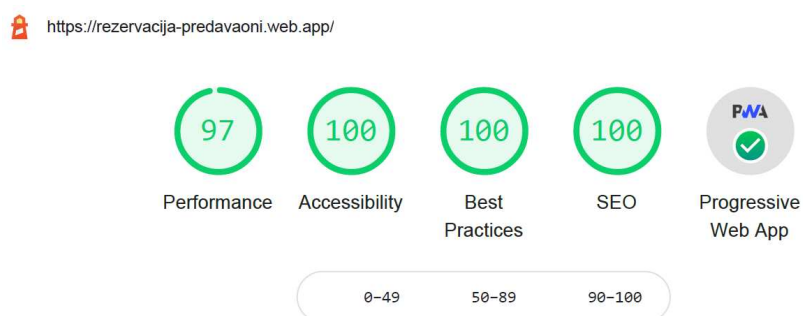 https://rezervacija-predavaoni.web.app/
97 100 100 100 PWA
Performance Accessibility Best Practices SEO Progressive Web App
0–49 50–89 90–100